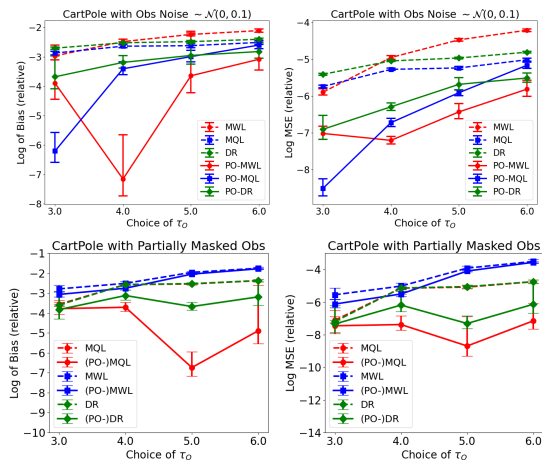 CartPole with Obs Noise ∼ 𝒩(0, 0.1)
Log of Bias (relative)
−2
−3
−4
−5
−6
−7
−8
MWL
MQL
DR
PO-MWL
PO-MQL
PO-DR
3.0 4.0 5.0 6.0
Choice of τ_O
CartPole with Obs Noise ∼ 𝒩(0, 0.1)
Log MSE (relative)
−4
−5
−6
−7
−8
MWL
MQL
DR
PO-MWL
PO-MQL
PO-DR
3.0 4.0 5.0 6.0
Choice of τ_O
CartPole with Partially Masked Obs
Log of Bias (relative)
−1
−2
−3
−4
−5
−6
−7
−8
−9
−10
MQL
(PO-)MQL
MWL
(PO-)MWL
DR
(PO-)DR
3.0 4.0 5.0 6.0
Choice of τ_O
CartPole with Partially Masked Obs
Log MSE (relative)
−4
−6
−8
−10
−12
−14
MQL
(PO-)MQL
MWL
(PO-)MWL
DR
(PO-)DR
3.0 4.0 5.0 6.0
Choice of τ_O